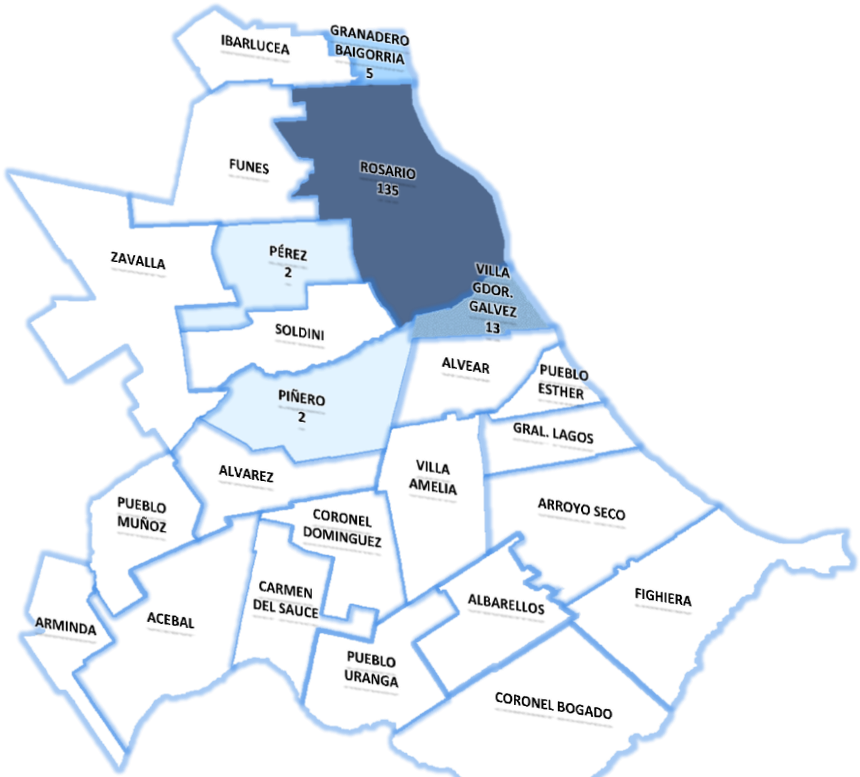 IBARLUCEA
GRANADERO
BAIGORRIA
5
FUNES
ROSARIO
135
ZAVALLA
PÉREZ
2
VILLA
GDOR.
GALVEZ
13
SOLDINI
ALVEAR
PUEBLO
ESTHER
PIÑERO
2
GRAL. LAGOS
ALVAREZ
VILLA
AMELIA
PUEBLO
MUÑOZ
CORONEL
DOMINGUEZ
ARROYO SECO
CARMEN
DEL SAUCE
ALBARELLOS
FIGHIERA
ARMINDA
ACEBAL
PUEBLO
URANGA
CORONEL BOGADO